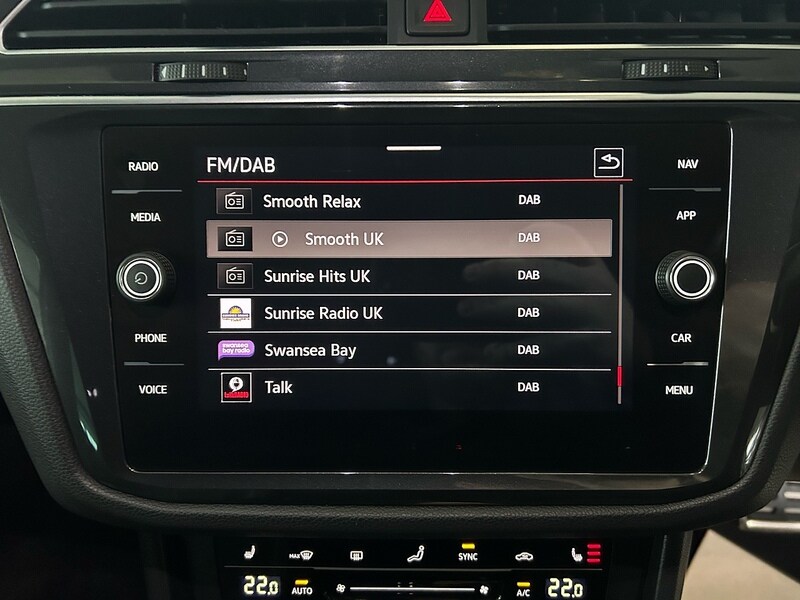 FM/DAB
RADIO
MEDIA
PHONE
VOICE
Smooth Relax DAB
Smooth UK DAB
Sunrise Hits UK DAB
Sunrise Radio UK DAB
swansea
bay radio
Swansea Bay DAB
talkRADIO
Talk DAB
NAV
APP
CAR
MENU
MAX
SYNC
22.0
AUTO
A/C
22.0